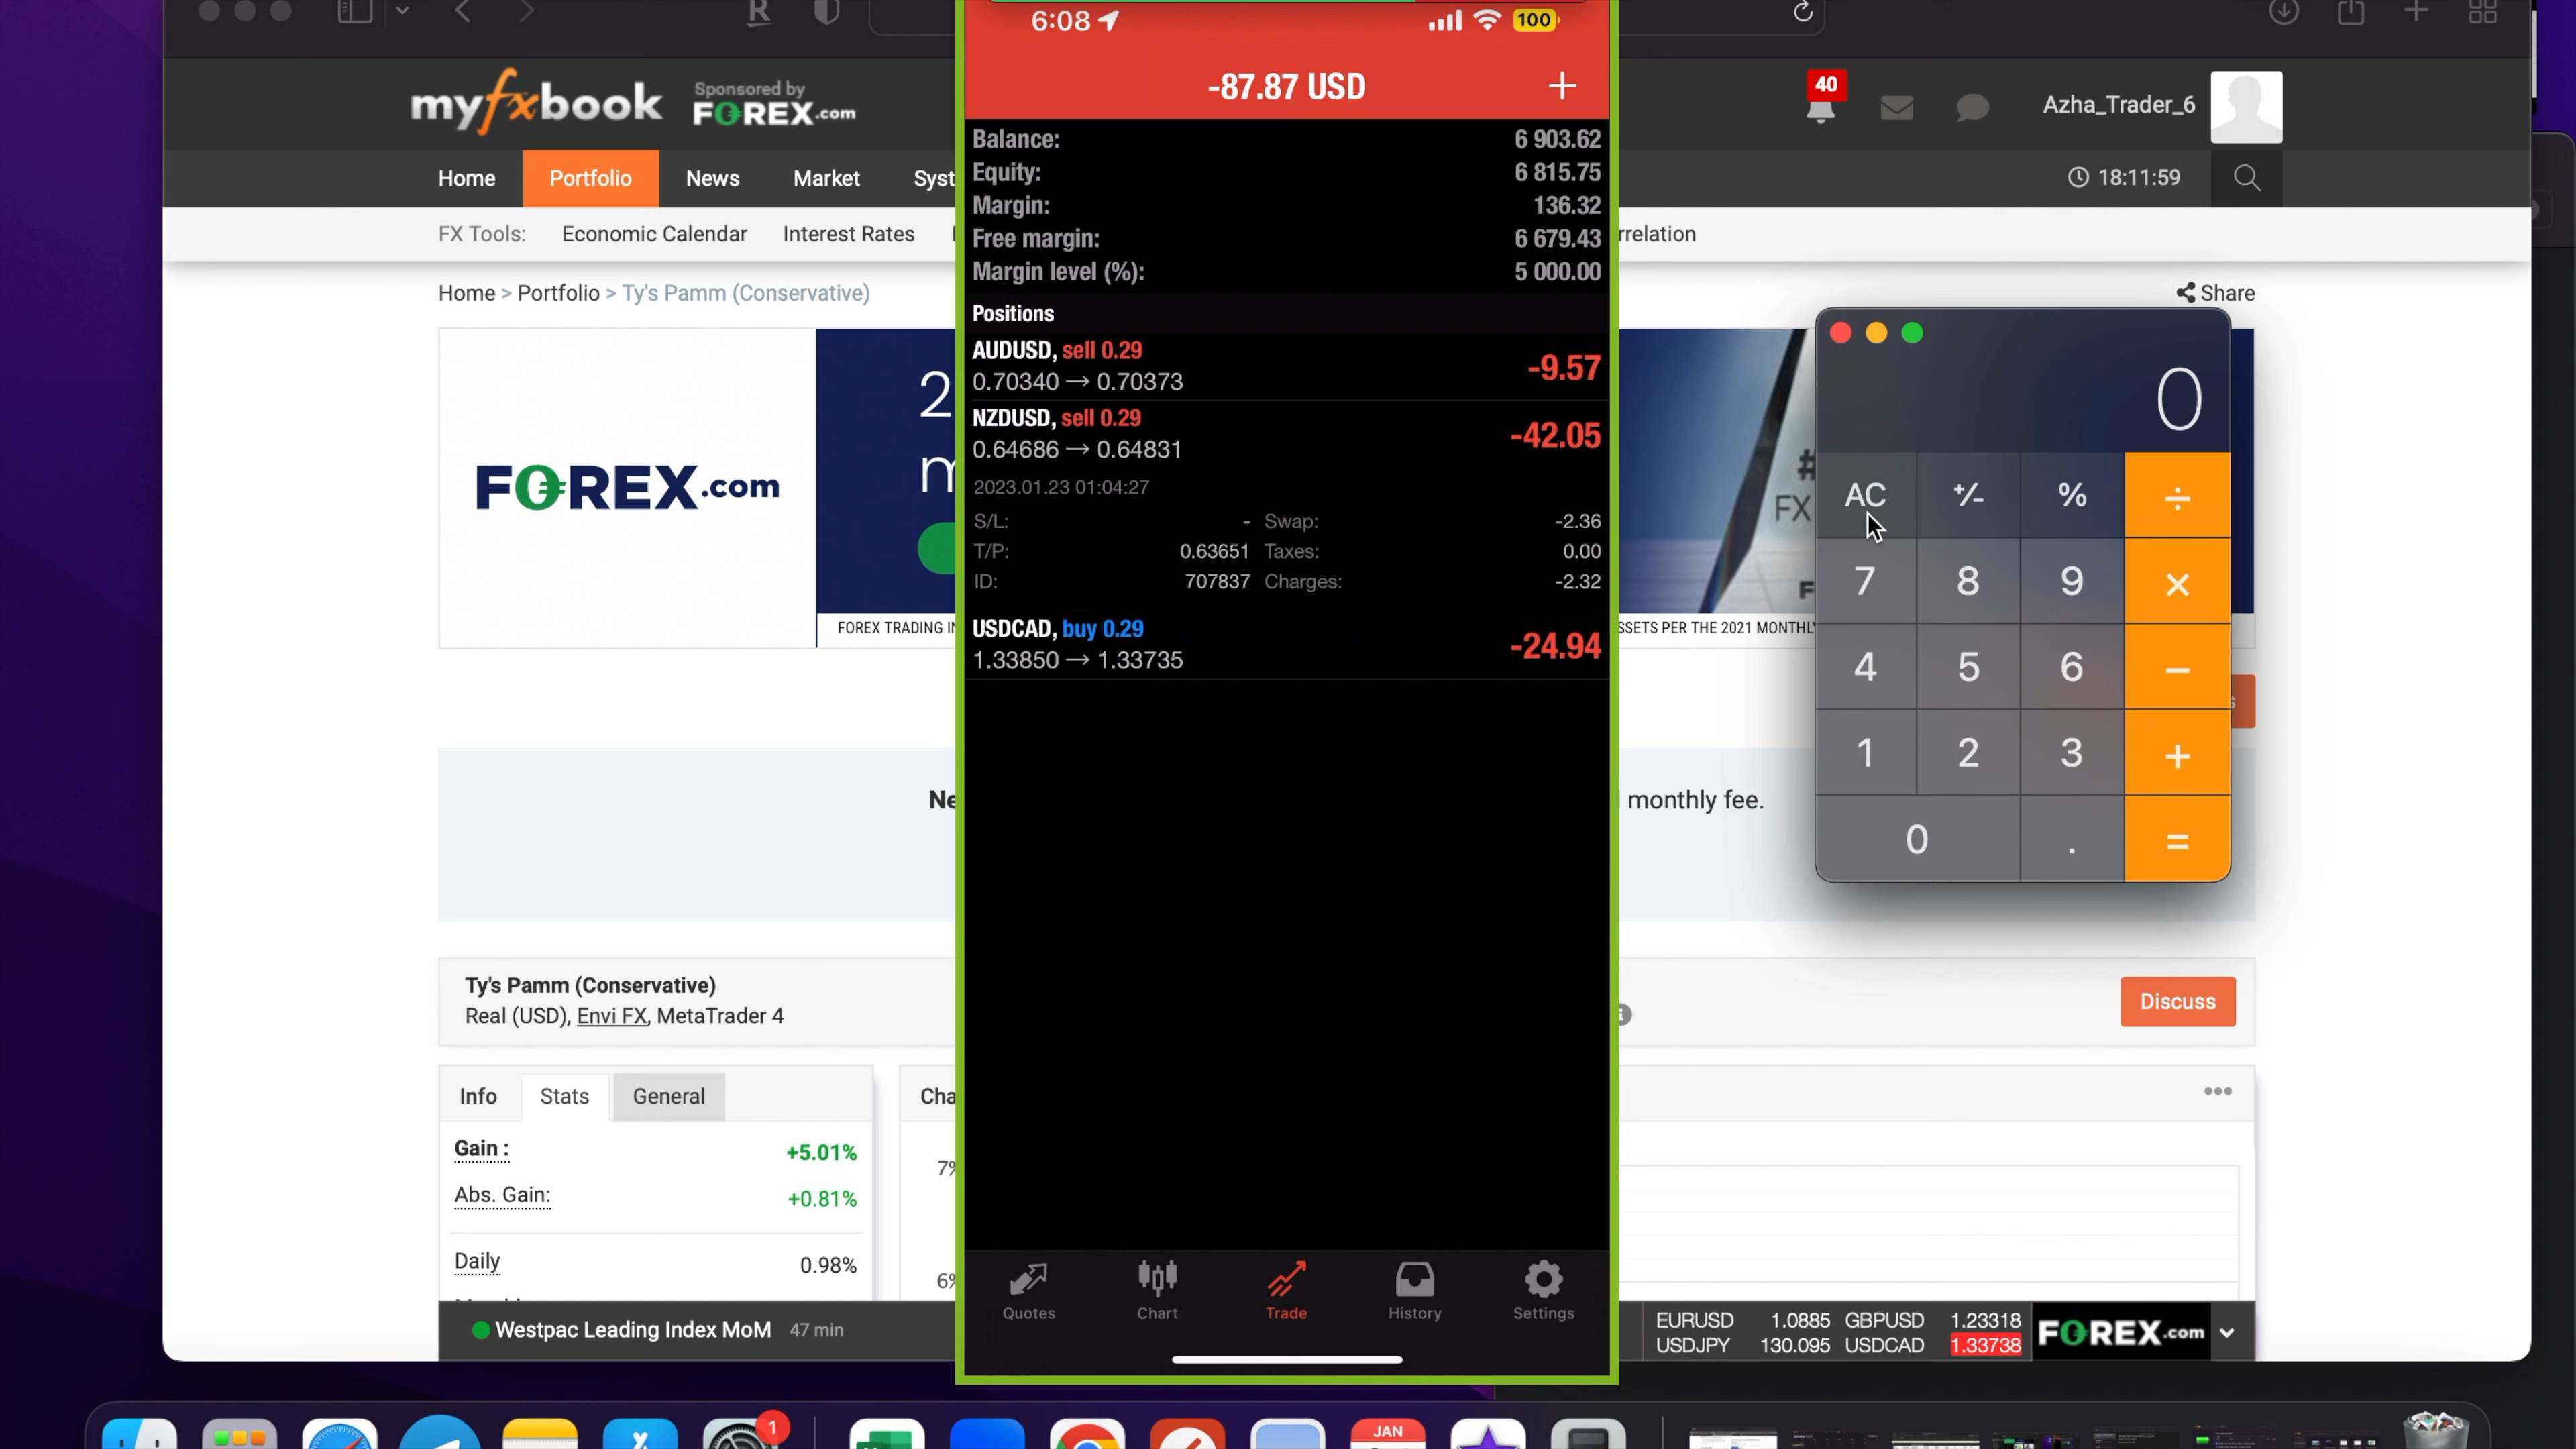 myfxbook
Sponsored by
FOREX.com
40
Azha_Trader_6
Home Portfolio News Market Syst
18:11:59
FX Tools: Economic Calendar Interest Rates rrelation
Home > Portfolio > Ty's Pamm (Conservative)
Share
FOREX.com
2
m
FX
FOREX TRADING IN
SSETS PER THE 2021 MONTHLY
Ne
monthly fee.
Ty's Pamm (Conservative)
Real (USD), Envi FX, MetaTrader 4
Discuss
Info Stats General
Cha
Gain : +5.01%
Abs. Gain: +0.81%
Daily 0.98%
7%
6%
Westpac Leading Index MoM 47 min
EURUSD 1.0885 GBPUSD 1.23318
USDJPY 130.095 USDCAD 1.33738
FOREX.com
6:08
100
-87.87 USD +
Balance: 6 903.62
Equity: 6 815.75
Margin: 136.32
Free margin: 6 679.43
Margin level (%): 5 000.00
Positions
AUDUSD, sell 0.29
0.70340 → 0.70373
-9.57
NZDUSD, sell 0.29
0.64686 → 0.64831
-42.05
2023.01.23 01:04:27
S/L: - Swap: -2.36
T/P: 0.63651 Taxes: 0.00
ID: 707837 Charges: -2.32
USDCAD, buy 0.29
1.33850 → 1.33735
-24.94
Quotes Chart Trade History Settings
0
AC +/- % ÷
7 8 9 ×
4 5 6 −
1 2 3 +
0 . =
1
JAN